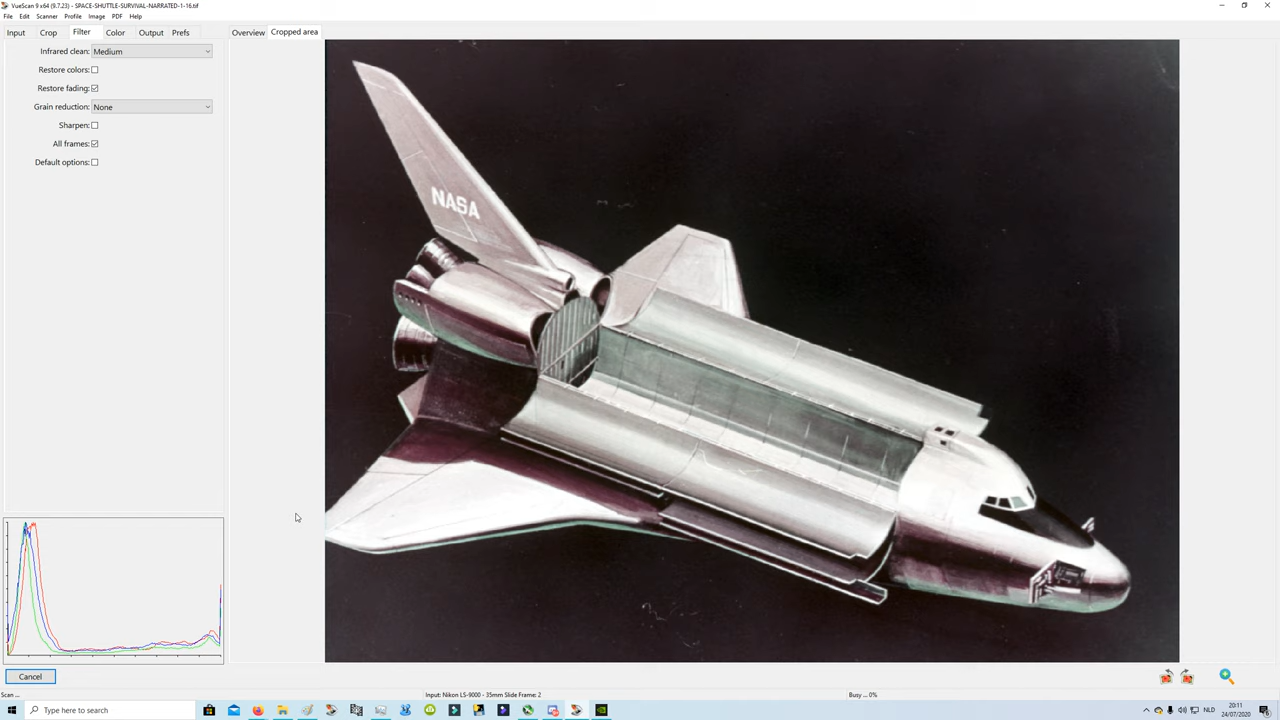 VueScan 9 x64 (9.7.23) - SPACE-SHUTTLE-SURVIVAL-NARRATED-1-16.tif
File Edit Scanner Profile Image PDF Help
Input Crop Filter Color Output Prefs
Overview Cropped area
Infrared clean: Medium
Restore colors:
Restore fading:
Grain reduction: None
Sharpen:
All frames:
Default options:
NASA
Cancel
Scan ... Input: Nikon LS-9000 - 35mm Slide Frame: 2 Busy ... 0%
Type here to search
NLD
20:11
24/07/2020